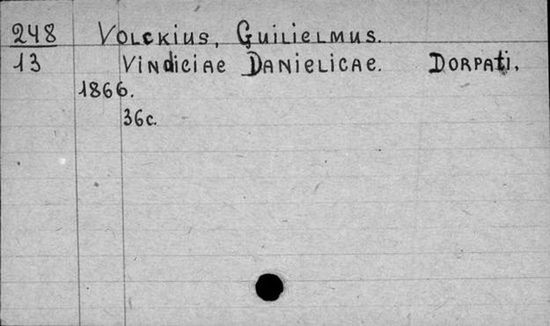 248 Volckius, Guilielmus.
13 Vindiciae Danielicae. Dorpati,
1866.
36c.